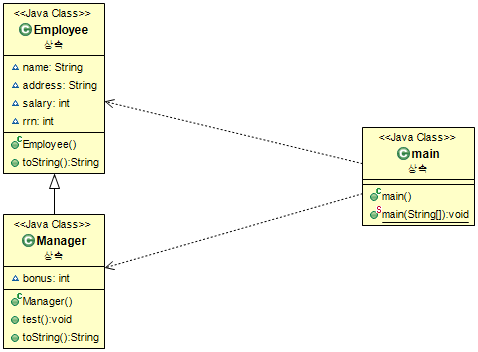 <<Java Class>>
Employee
상속
name: String
address: String
salary: int
rrn: int
Employee()
toString():String
<<Java Class>>
Manager
상속
bonus: int
Manager()
test():void
toString():String
<<Java Class>>
main
상속
main()
main(String[]):void